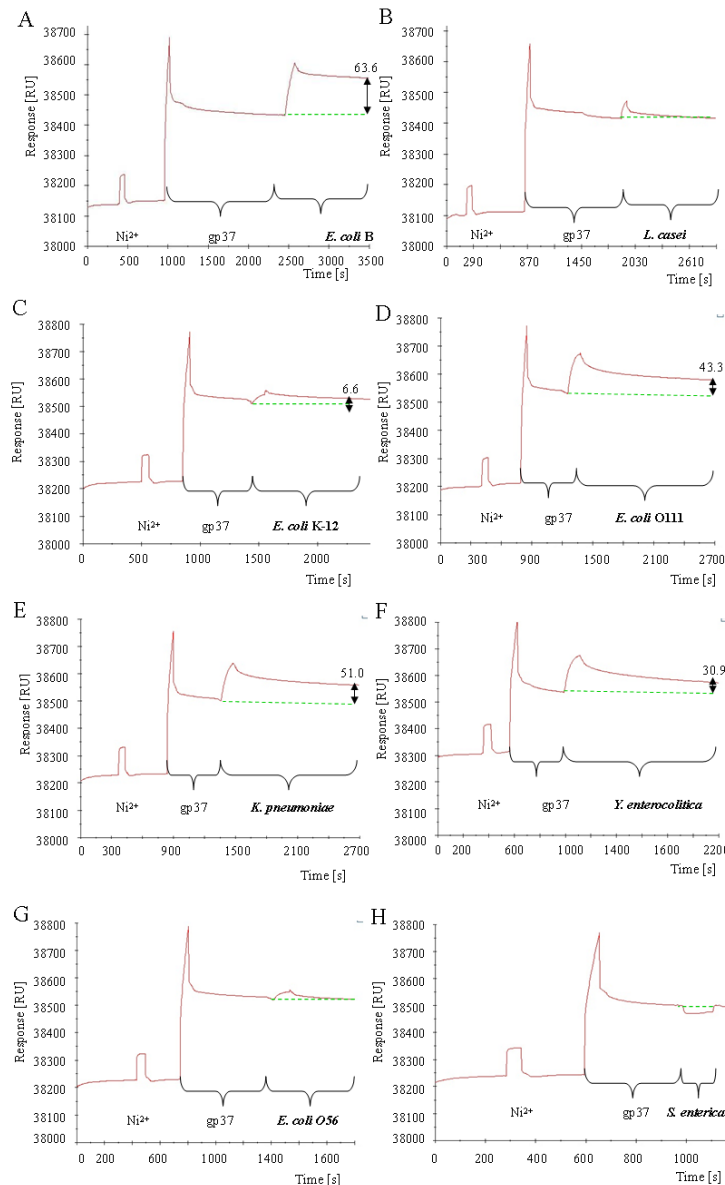 A
Response [RU]
38700
38600
38500
38400
38300
38200
38100
38000
63.6
Ni²⁺
gp37
E. coli B
0 500 1000 1500 2000 2500 3000 3500
Time [s]
B
Response [RU]
38700
38600
38500
38400
38300
38200
38100
38000
Ni²⁺
gp37
L. casei
0 290 870 1450 2030 2610
Time [s]
C
Response [RU]
38800
38700
38600
38500
38400
38300
38200
38100
38000
6.6
Ni²⁺
gp37
E. coli K-12
0 500 1000 1500 2000
Time [s]
D
Response [RU]
38800
38700
38600
38500
38400
38300
38200
38100
38000
43.3
Ni²⁺
gp37
E. coli O111
0 300 900 1500 2100 2700
Time [s]
E
Response [RU]
38800
38700
38600
38500
38400
38300
38200
38100
38000
51.0
Ni²⁺
gp37
K. pneumoniae
0 300 900 1500 2100 2700
Time [s]
F
Response [RU]
38800
38700
38600
38500
38400
38300
38200
38100
38000
30.9
Ni²⁺
gp37
Y. enterocolitica
0 200 600 1000 1400 1800 2200
Time [s]
G
Response [RU]
38800
38700
38600
38500
38400
38300
38200
38100
38000
Ni²⁺
gp37
E. coli O56
0 200 400 600 800 1000 1200 1400 1600 1800
Time [s]
H
Response [RU]
38800
38700
38600
38500
38400
38300
38200
38100
38000
Ni²⁺
gp37
S. enterica
0 200 400 600 800 1000
Time [s]